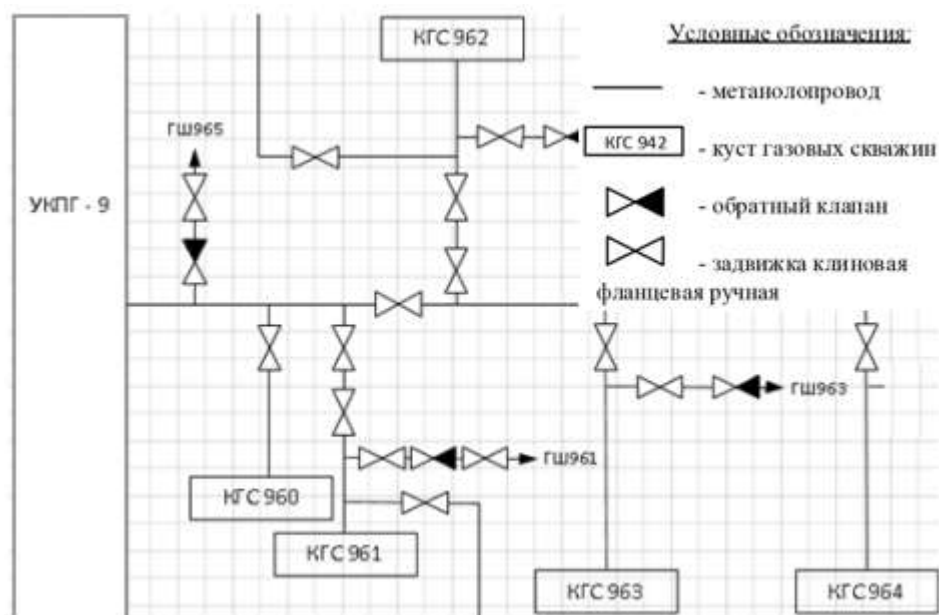 КГС 962
Условные обозначения:
- метанолопровод
КГС 942
- куст газовых скважин
- обратный клапан
- задвижка клиновая
фланцевая ручная
ГШ965
УКПГ - 9
ГШ963
ГШ961
КГС 960
КГС 961
КГС 963
КГС 964